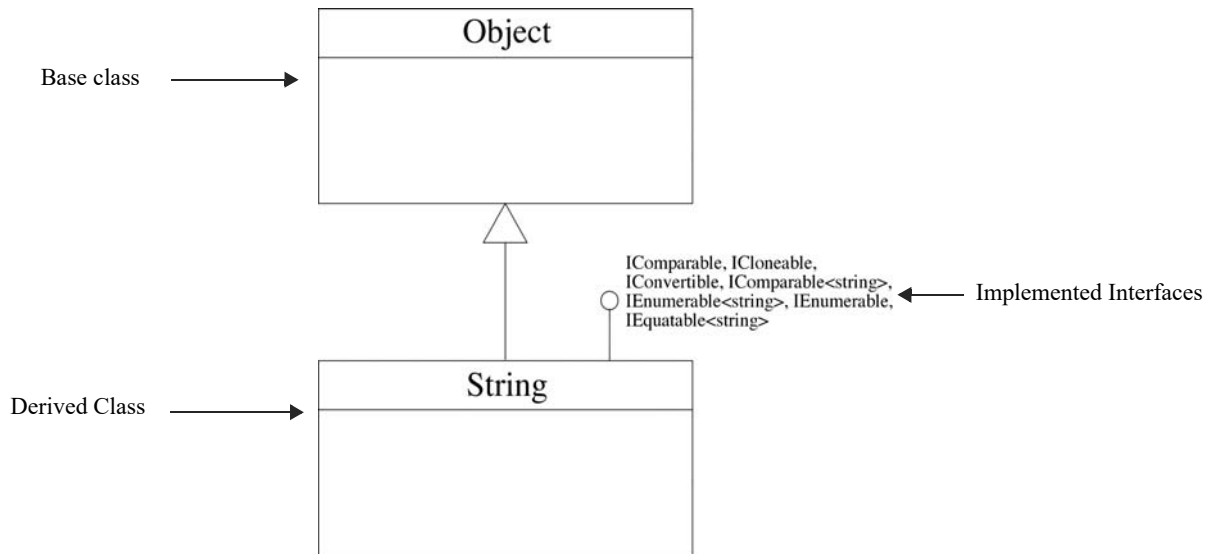 Object
Base class
IComparable, ICloneable,
IConvertible, IComparable<string>,
IEnumerable<string>, IEnumerable,
IEquatable<string>
Implemented Interfaces
String
Derived Class